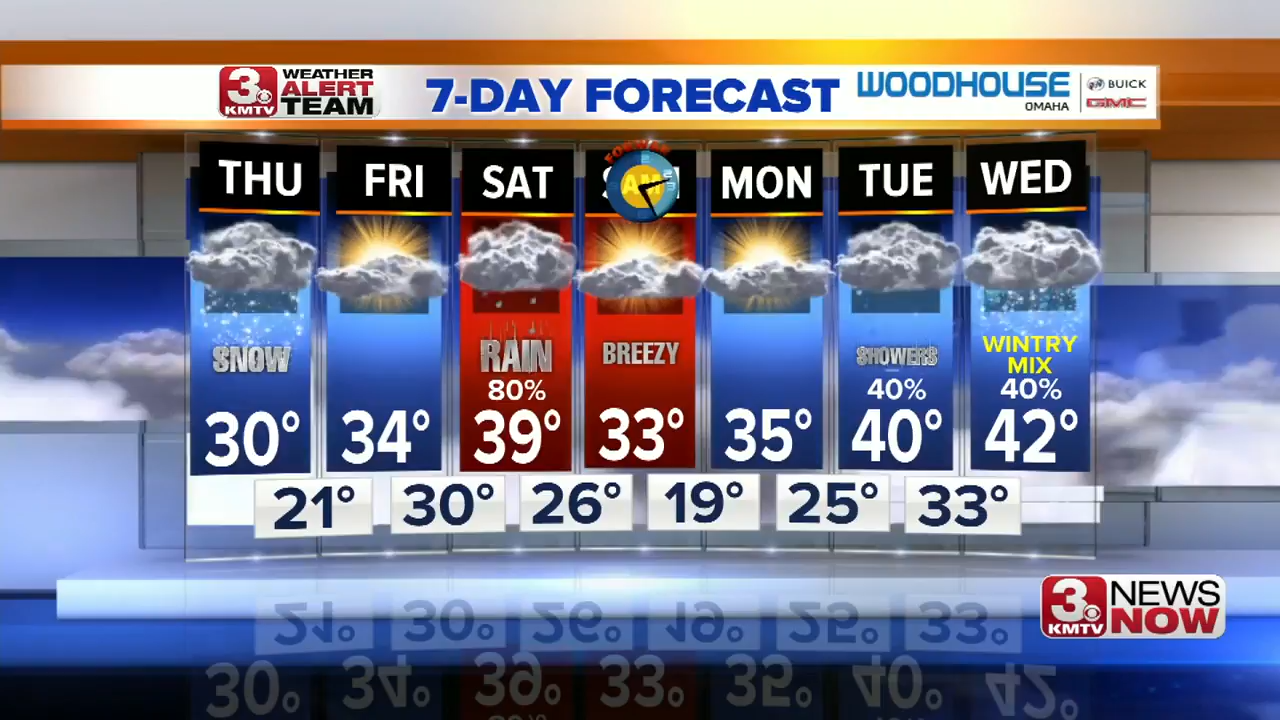 3 KMTV
WEATHER
ALERT
TEAM
7-DAY FORECAST
WOODHOUSE
OMAHA
BUICK
GMC
THU
FRI
SAT
AM
MON
TUE
WED
SNOW
RAIN
BREEZY
SHOWERS
WINTRY
MIX
80%
40%
40%
30° 34° 39° 33° 35° 40° 42°
21° 30° 26° 19° 25° 33°
3 KMTV
NEWS
NOW